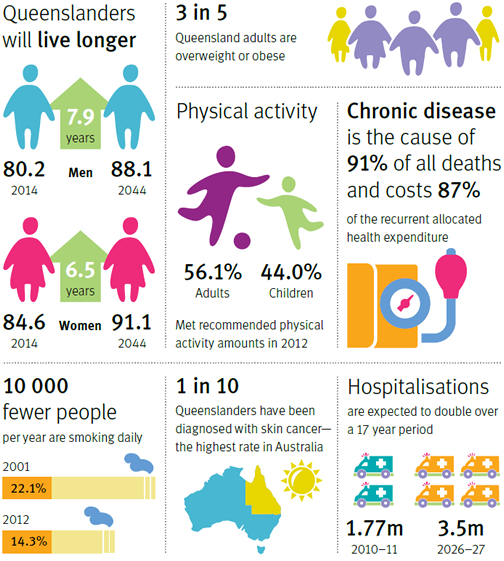 Queenslanders
will live longer
7.9
years
80.2
Men
88.1
2014
2044
6.5
years
84.6
Women
91.1
2014
2044
3 in 5
Queensland adults are
overweight or obese
Physical activity
56.1%
44.0%
Adults
Children
Met recommended physical
activity amounts in 2012
Chronic disease
is the cause of
91% of all deaths
and costs 87%
of the recurrent allocated
health expenditure
10 000
fewer people
per year are smoking daily
2001
22.1%
2012
14.3%
1 in 10
Queenslanders have been
diagnosed with skin cancer—
the highest rate in Australia
Hospitalisations
are expected to double over
a 17 year period
1.77m
3.5m
2010–11
2026–27